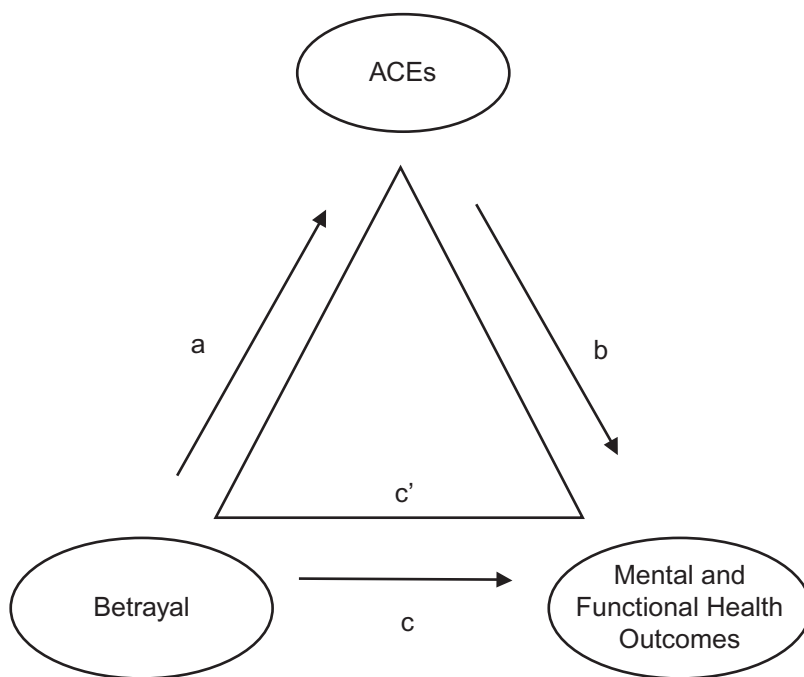 ACEs
a
b
c’
Betrayal
c
Mental and
Functional Health
Outcomes